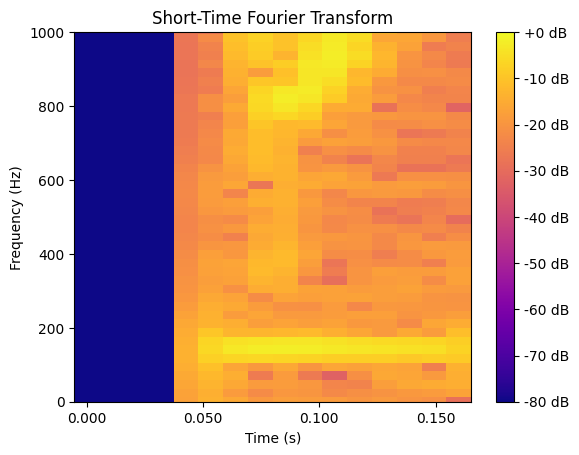 Short-Time Fourier Transform
1000
800
600
400
200
0
Frequency (Hz)
0.000
0.050
0.100
0.150
Time (s)
+0 dB
-10 dB
-20 dB
-30 dB
-40 dB
-50 dB
-60 dB
-70 dB
-80 dB